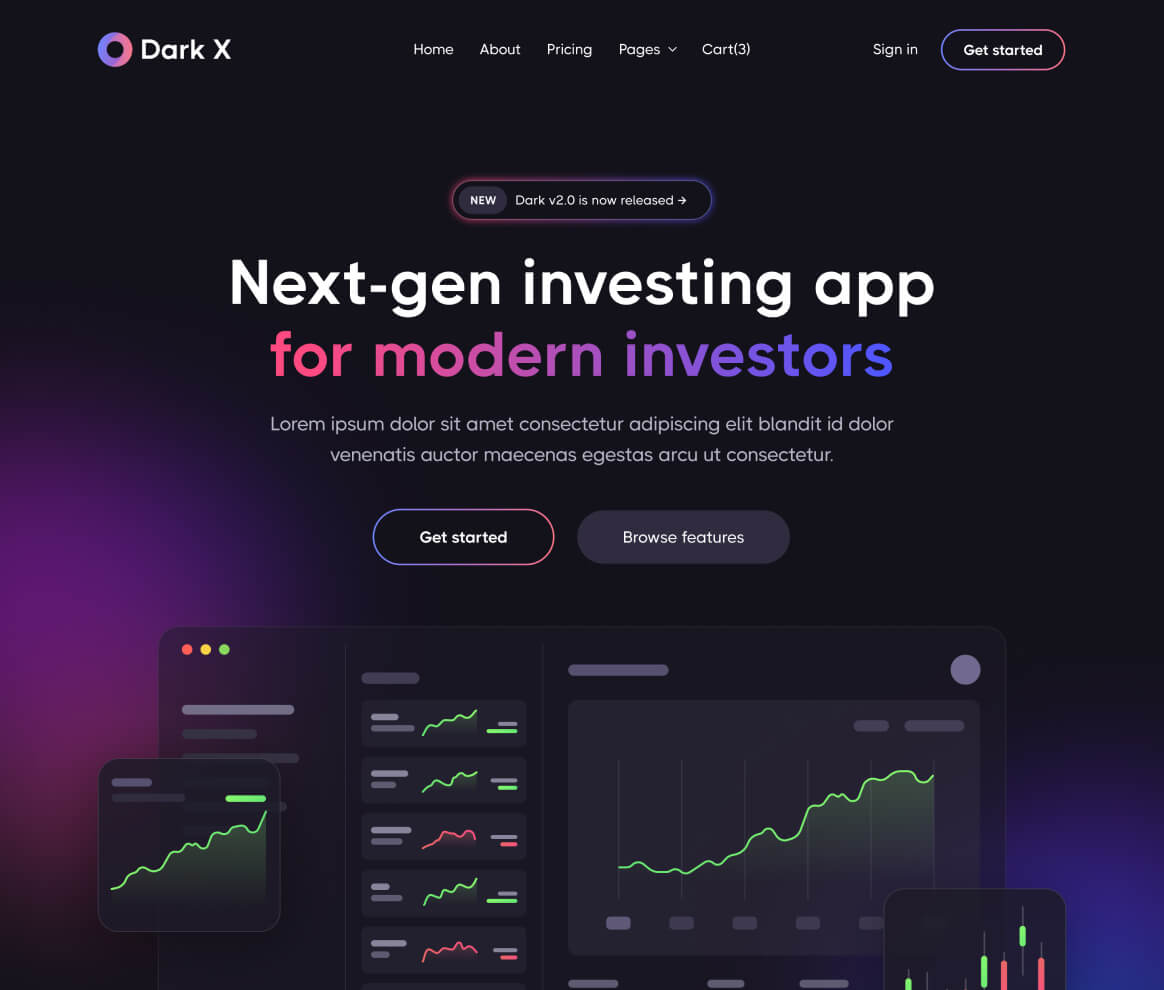 Dark X
Home About Pricing Pages Cart(3) Sign in Get started
NEW Dark v2.0 is now released →
Next-gen investing app
for modern investors
Lorem ipsum dolor sit amet consectetur adipiscing elit blandit id dolor
venenatis auctor maecenas egestas arcu ut consectetur.
Get started Browse features